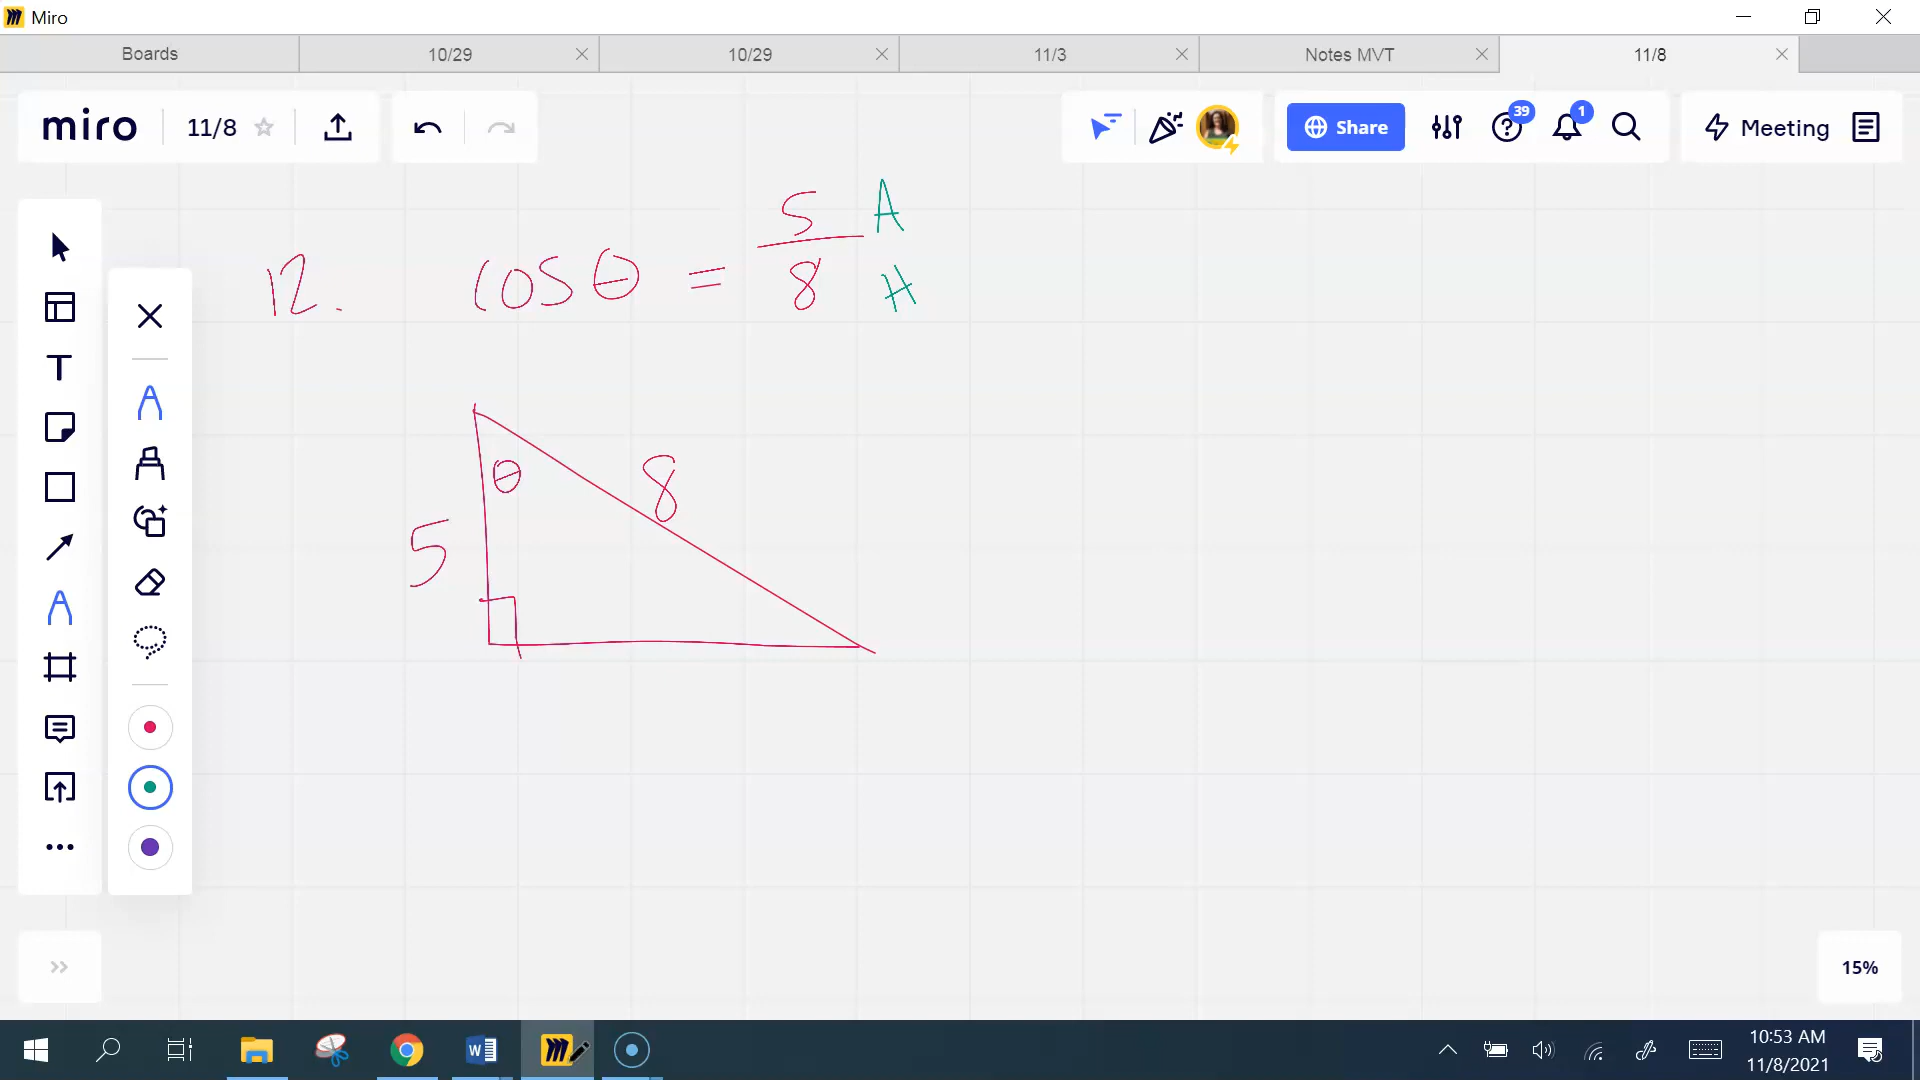 Miro
Boards 10/29 10/29 11/3 Notes MVT 11/8
miro 11/8 Share 39 1 Meeting
12. cos θ = 5/8 A H
θ
8
5
15%
10:53 AM
11/8/2021